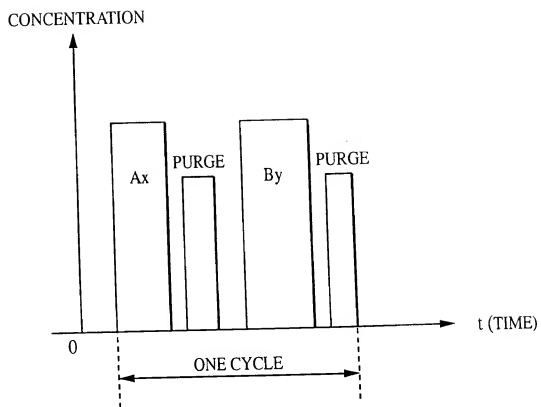 CONCENTRATION
Ax
PURGE
By
PURGE
0
t (TIME)
ONE CYCLE